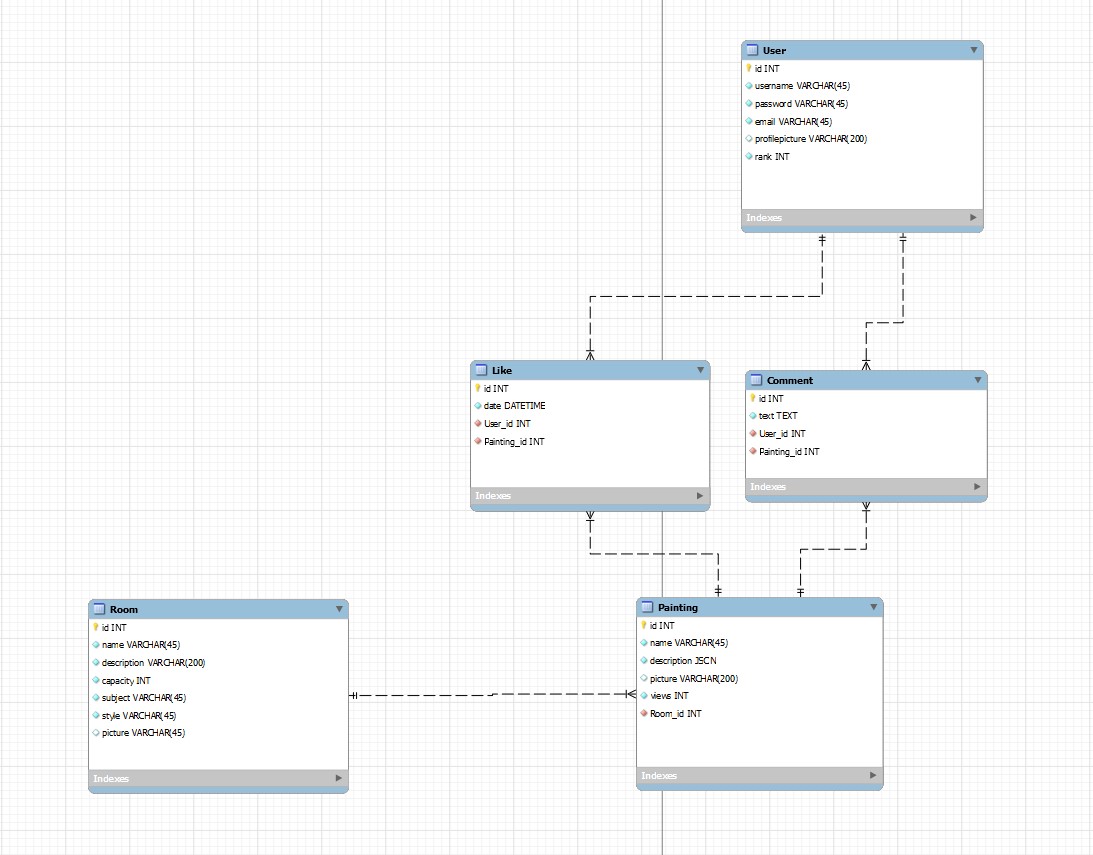 User
id INT
username VARCHAR(45)
password VARCHAR(45)
email VARCHAR(45)
profilepicture VARCHAR(200)
rank INT
Indexes
Like
id INT
date DATETIME
User_id INT
Painting_id INT
Indexes
Comment
id INT
text TEXT
User_id INT
Painting_id INT
Indexes
Room
id INT
name VARCHAR(45)
description VARCHAR(200)
capacity INT
subject VARCHAR(45)
style VARCHAR(45)
picture VARCHAR(45)
Indexes
Painting
id INT
name VARCHAR(45)
description JSON
picture VARCHAR(200)
views INT
Room_id INT
Indexes